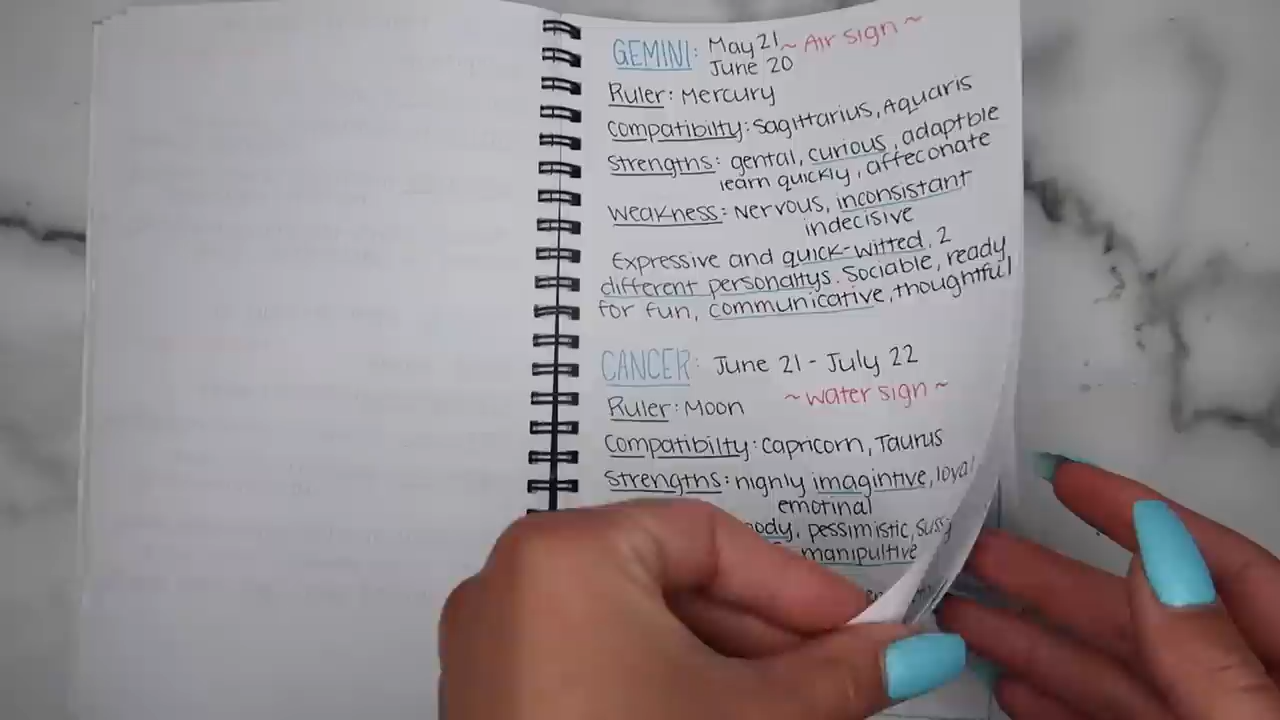 GEMINI: May 21 ~ Air sign ~
June 20
Ruler: Mercury
compatibilty: Sagittarius, Aquaris
Strengths: gental, curious, adaptble
learn quickly, affeconate
Weakness: Nervous, inconsistant
indecisive
Expressive and quick-witted. 2
different personaltys. Sociable, ready
for fun, communicative, thoughtful
CANCER: June 21 - July 22
Ruler: Moon ~ water sign ~
Compatibilty: Capricorn, Taurus
Strengths: highly imagintive, loyal
emotinal
pessimistic,
manipultive